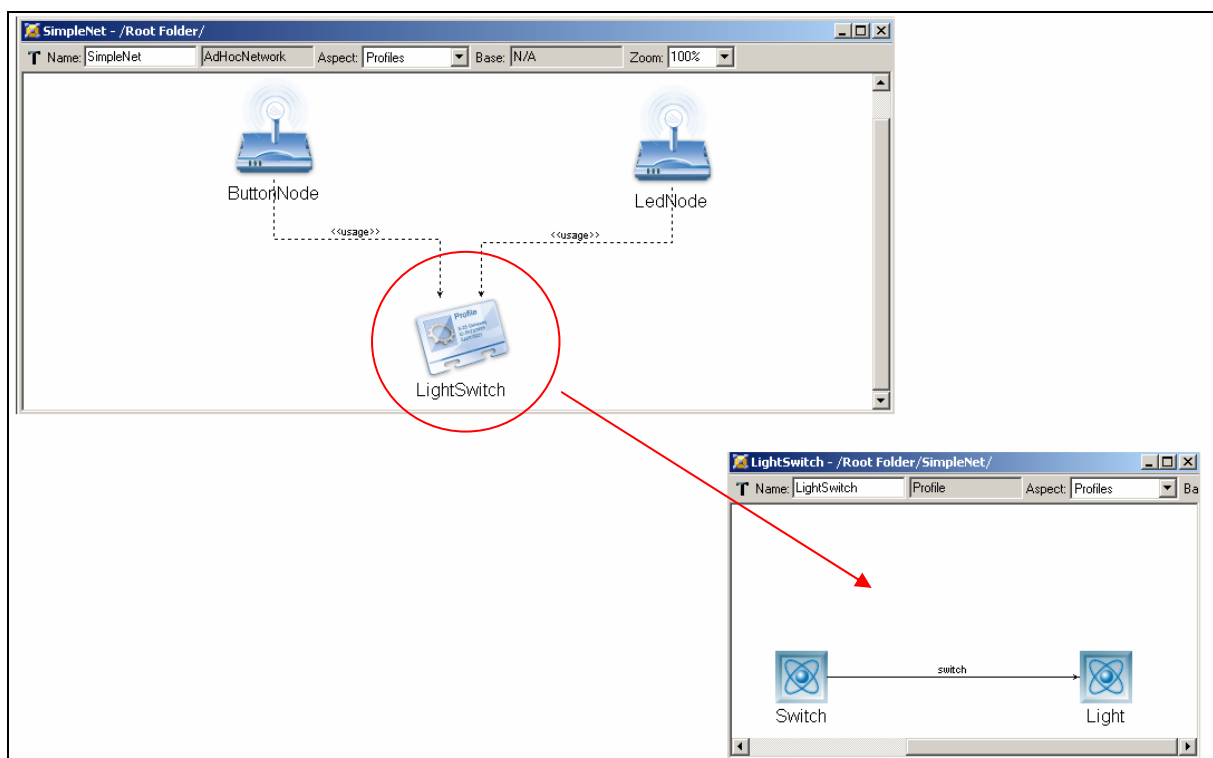 SimpleNet - /Root Folder/
T Name: SimpleNet AdHocNetwork Aspect: Profiles Base: N/A Zoom: 100%
ButtonNode
LedNode
<<usage>>
<<usage>>
Profile
LightSwitch
LightSwitch - /Root Folder/SimpleNet/
T Name: LightSwitch Profile Aspect: Profiles Ba
switch
Switch
Light